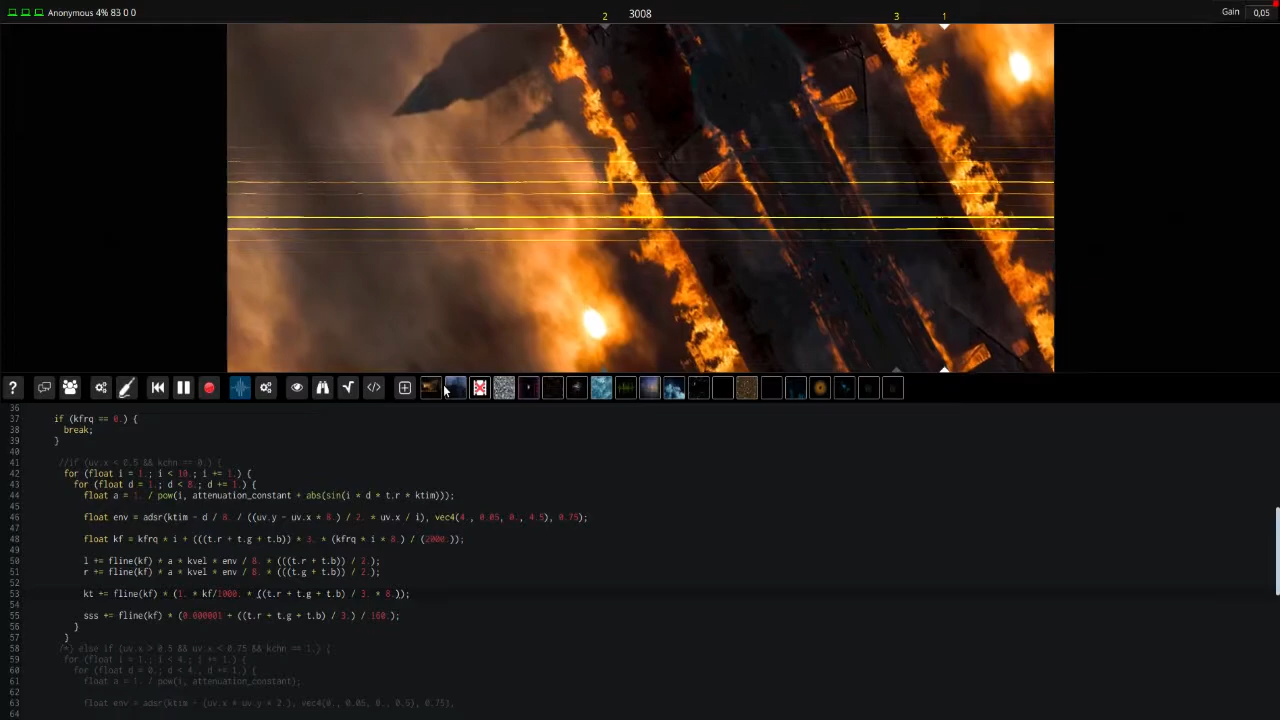 Anonymous 4% 83 0 0
2
3008
3
1
Gain
0,05
?
36
37 if (kfrq == 0.) {
38 break;
39 }
40
41 //if (uv.x < 0.5 && kchn == 0.) {
42 for (float i = 1.; i < 10.; i += 1.) {
43 for (float d = 1.; d < 8.; d += 1.) {
44 float a = 1. / pow(i, attenuation_constant + abs(sin(i * d * t.r * ktim)));
45
46 float env = adsr(ktim - d / 8. / ((uv.y - uv.x * 8.) / 2. * uv.x / i), vec4(4., 0.05, 0., 4.5), 0.75);
47
48 float kf = kfrq * i + (((t.r + t.g + t.b)) * 3. * (kfrq * i * 8.) / (2000.));
49
50 l += fline(kf) * a * kvel * env / 8. * (((t.r + t.b)) / 2.);
51 r += fline(kf) * a * kvel * env / 8. * (((t.g + t.b)) / 2.);
52
53 kt += fline(kf) * (1. * kf/1000. * ((t.r + t.g + t.b) / 3. * 8.));
54
55 sss += fline(kf) * (0.000001 + ((t.r + t.g + t.b) / 3.) / 160.);
56 }
57 }
58 /*} else if (uv.x > 0.5 && uv.x < 0.75 && kchn == 1.) {
59 for (float i = 1.; i < 4.; i += 1.) {
60 for (float d = 0.; d < 4.; d += 1.) {
61 float a = 1. / pow(i, attenuation_constant);
62
63 float env = adsr(ktim - (uv.x * uv.y * 2.), vec4(0., 0.05, 0., 0.5), 0.75);
64